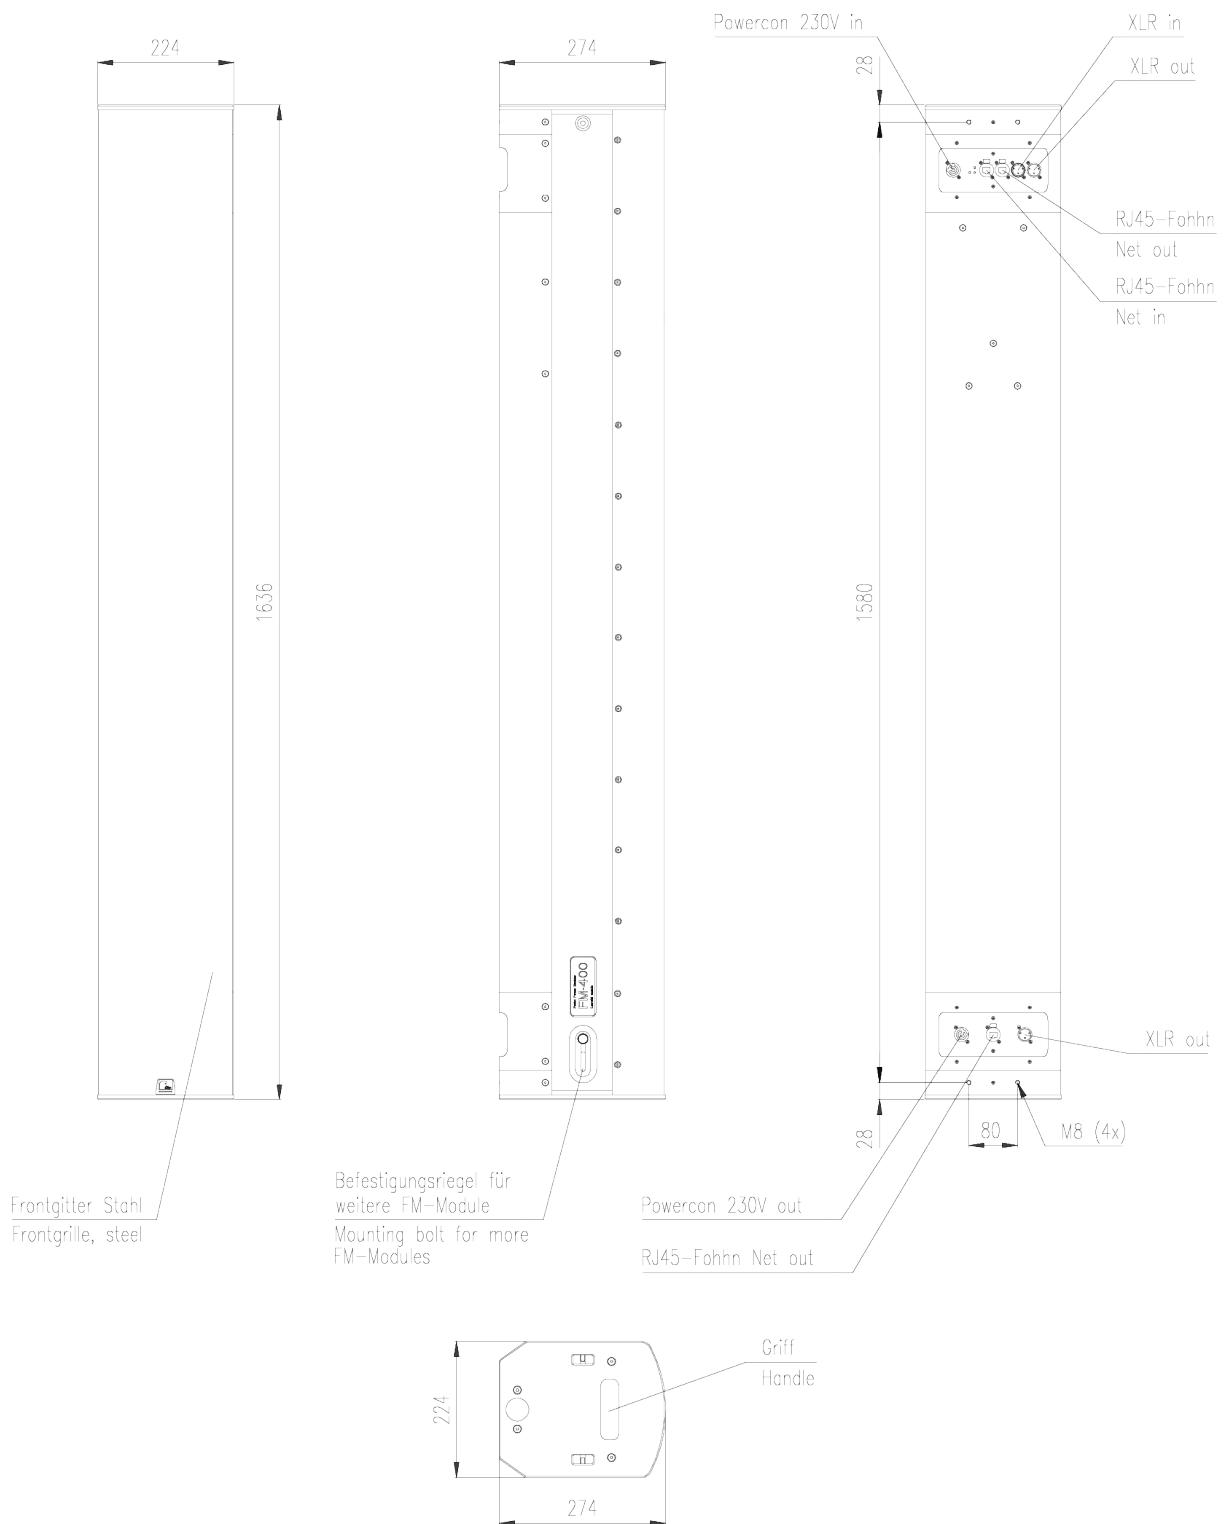 Powercon 230V in
XLR in
XLR out
224
274
28
RJ45-Fohhn
Net out
RJ45-Fohhn
Net in
1636
1580
FM-400
XLR out
28
80
M8 (4x)
Befestigungsriegel für
weitere FM-Module
Mounting bolt for more
FM-Modules
Frontgitter Stahl
Frontgrille, steel
Powercon 230V out
RJ45-Fohhn Net out
Griff
Handle
224
274